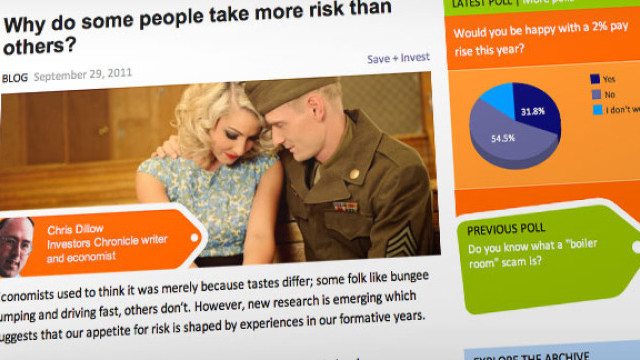 Why do some people take more risk than
others?
BLOG September 29, 2011
Save + Invest
Chris Dillow
Investors Chronicle writer
and economist
conomists used to think it was merely because tastes differ; some folk like bungee
umping and driving fast, others don't. However, new research is emerging which
uggests that our appetite for risk is shaped by experiences in our formative years.
LATEST POLL |
Would you be happy with a 2% pay
rise this year?
31.8%
54.5%
Yes
No
I don't w
PREVIOUS POLL
Do you know what a "boiler
room" scam is?
EXPLORE THE ARCHIVE